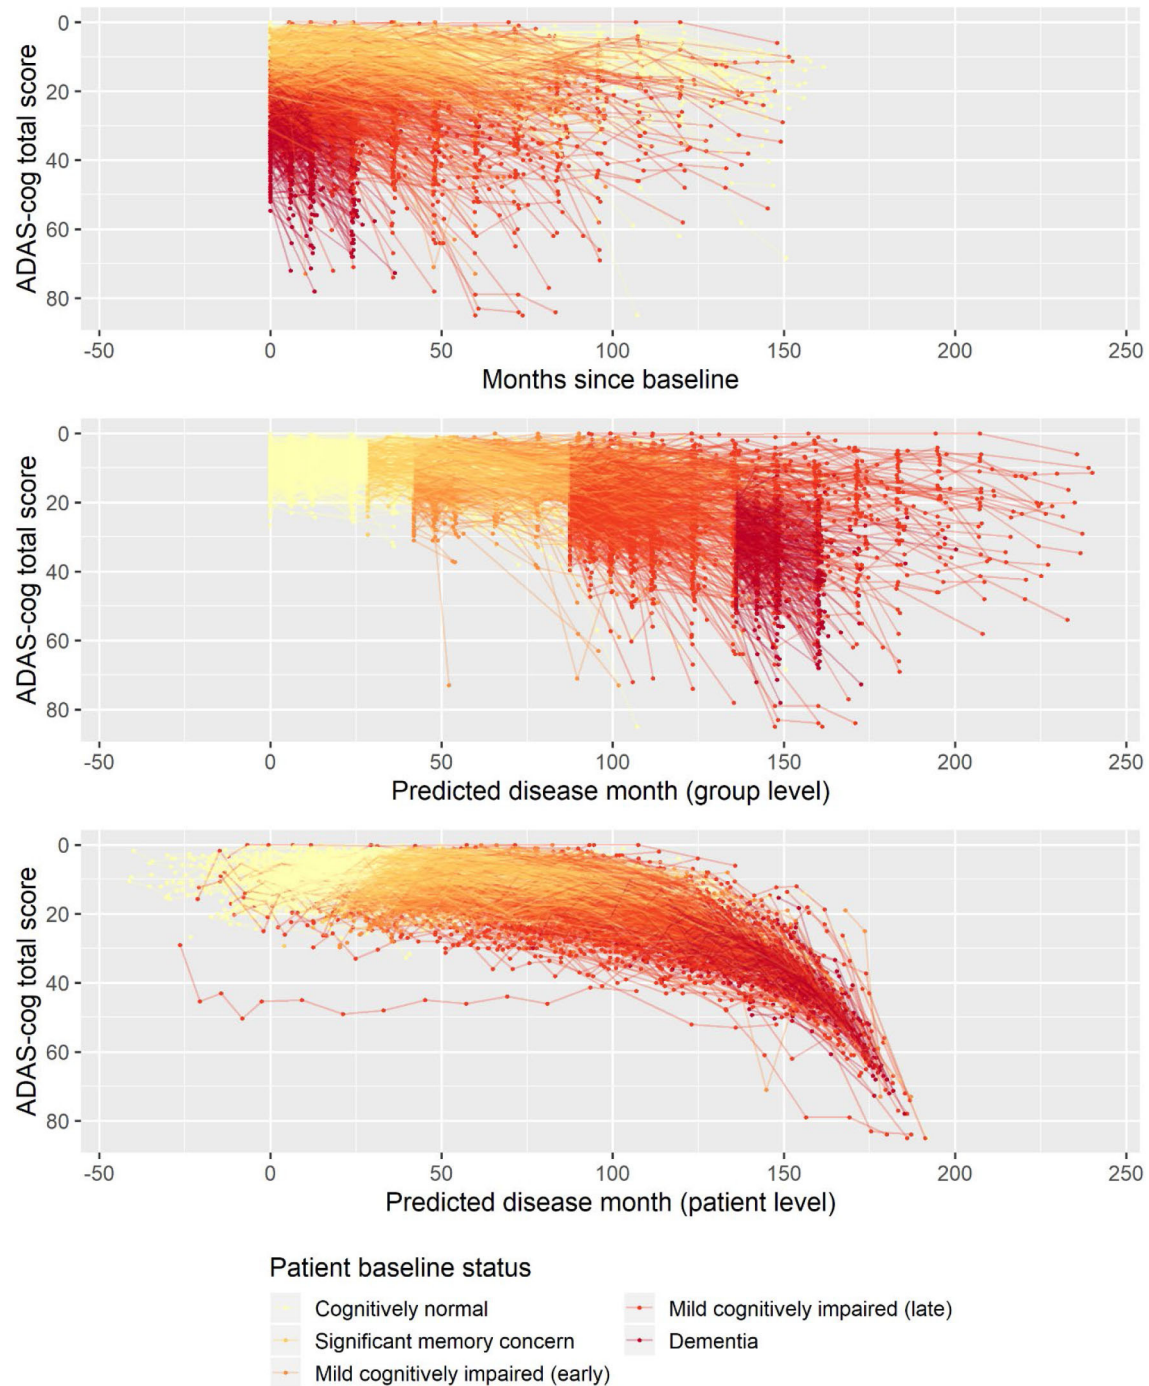 0
20
40
60
80
ADAS-cog total score
-50 0 50 100 150 200 250
Months since baseline
0
20
40
60
80
ADAS-cog total score
-50 0 50 100 150 200 250
Predicted disease month (group level)
0
20
40
60
80
ADAS-cog total score
-50 0 50 100 150 200 250
Predicted disease month (patient level)
Patient baseline status
Cognitively normal
Significant memory concern
Mild cognitively impaired (early)
Mild cognitively impaired (late)
Dementia